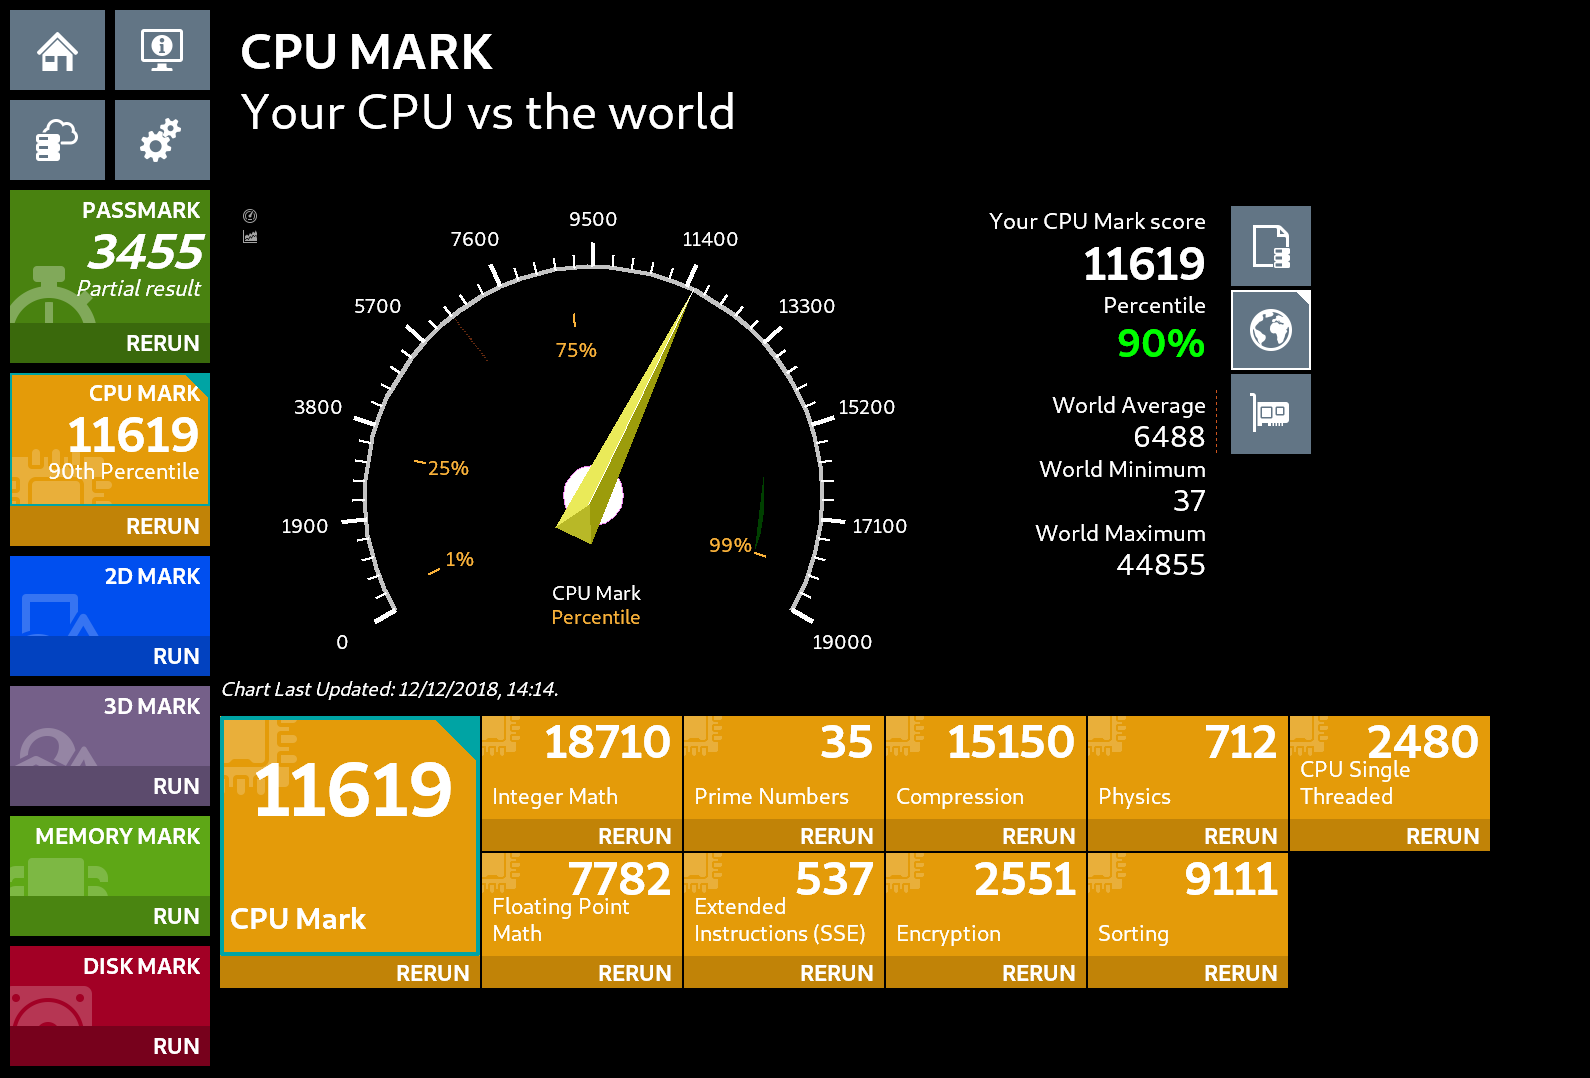 CPU MARK
Your CPU vs the world
PASSMARK
3455
Partial result
RERUN
CPU MARK
11619
90th Percentile
RERUN
2D MARK
RUN
3D MARK
RUN
MEMORY MARK
RUN
DISK MARK
RUN
0
1900
3800
5700
7600
9500
11400
13300
15200
17100
19000
1%
25%
75%
99%
CPU Mark
Percentile
Your CPU Mark score
11619
Percentile
90%
World Average
6488
World Minimum
37
World Maximum
44855
Chart Last Updated: 12/12/2018, 14:14.
11619
CPU Mark
RERUN
18710
Integer Math
RERUN
35
Prime Numbers
RERUN
15150
Compression
RERUN
712
Physics
RERUN
2480
CPU Single
Threaded
RERUN
7782
Floating Point
Math
RERUN
537
Extended
Instructions (SSE)
RERUN
2551
Encryption
RERUN
9111
Sorting
RERUN